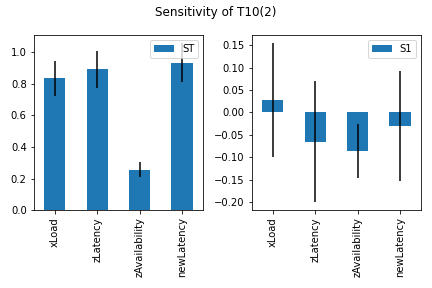 Sensitivity of T10(2)
ST
1.0
0.8
0.6
0.4
0.2
0.0
xLoad
zLatency
zAvailability
newLatency
S1
0.15
0.10
0.05
0.00
−0.05
−0.10
−0.15
−0.20
xLoad
zLatency
zAvailability
newLatency